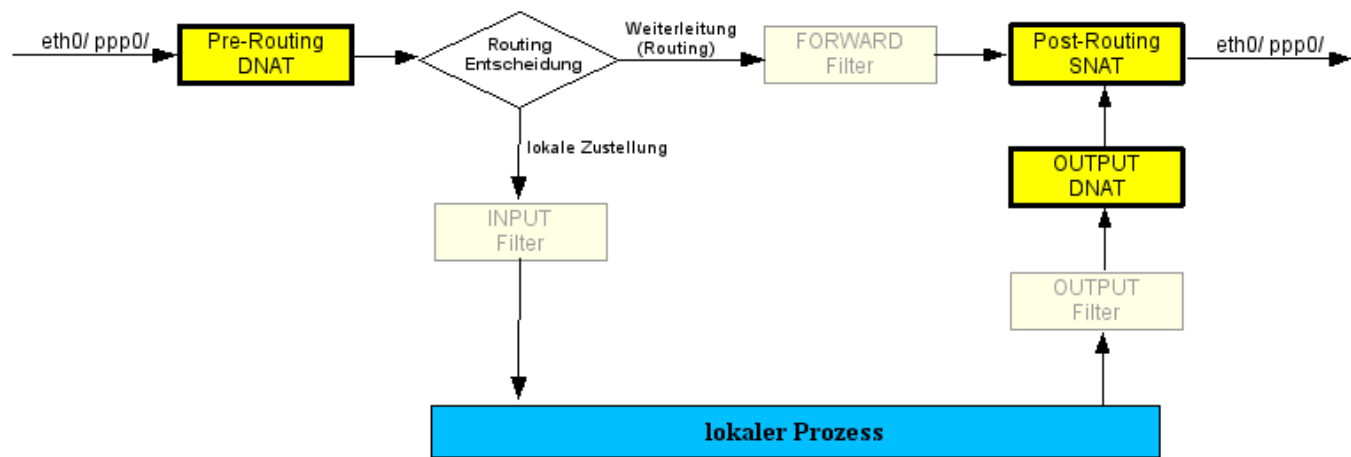 eth0/ ppp0/
Pre-Routing
DNAT
Routing
Entscheidung
Weiterleitung
(Routing)
FORWARD
Filter
Post-Routing
SNAT
eth0/ ppp0/
lokale Zustellung
OUTPUT
DNAT
INPUT
Filter
OUTPUT
Filter
lokaler Prozess